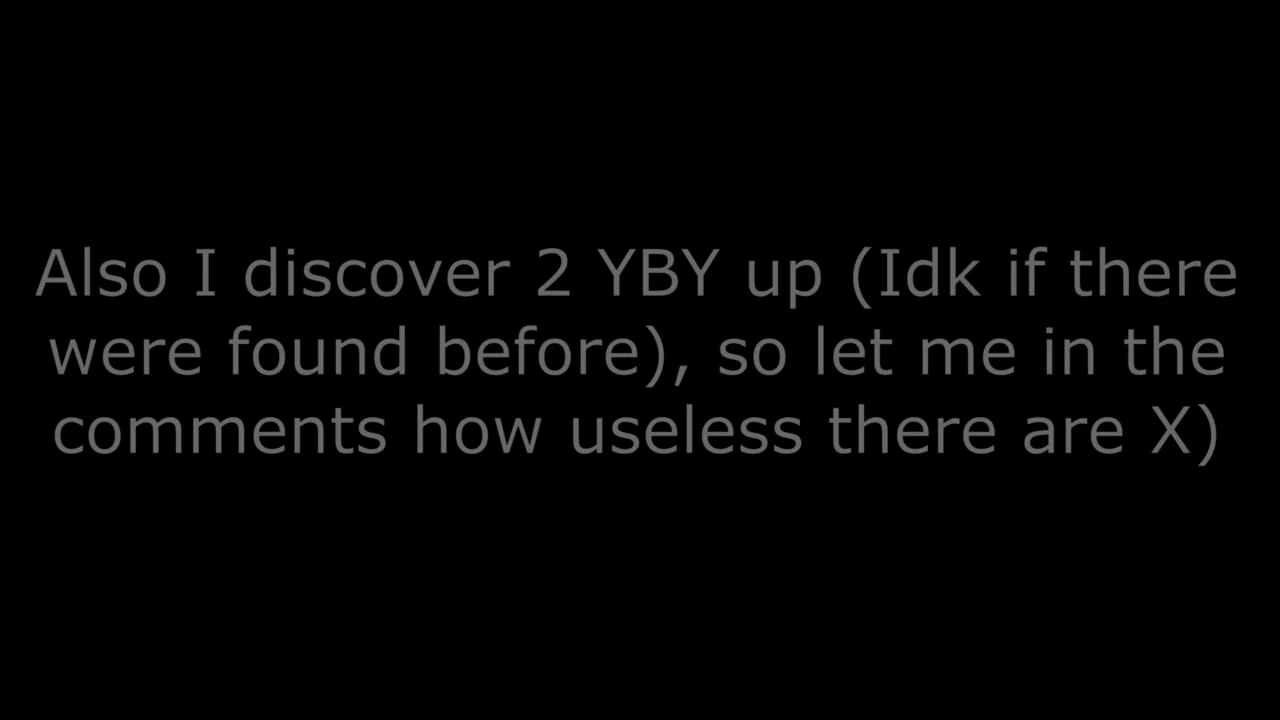 Also I discover 2 YBY up (Idk if there
were found before), so let me in the
comments how useless there are X)